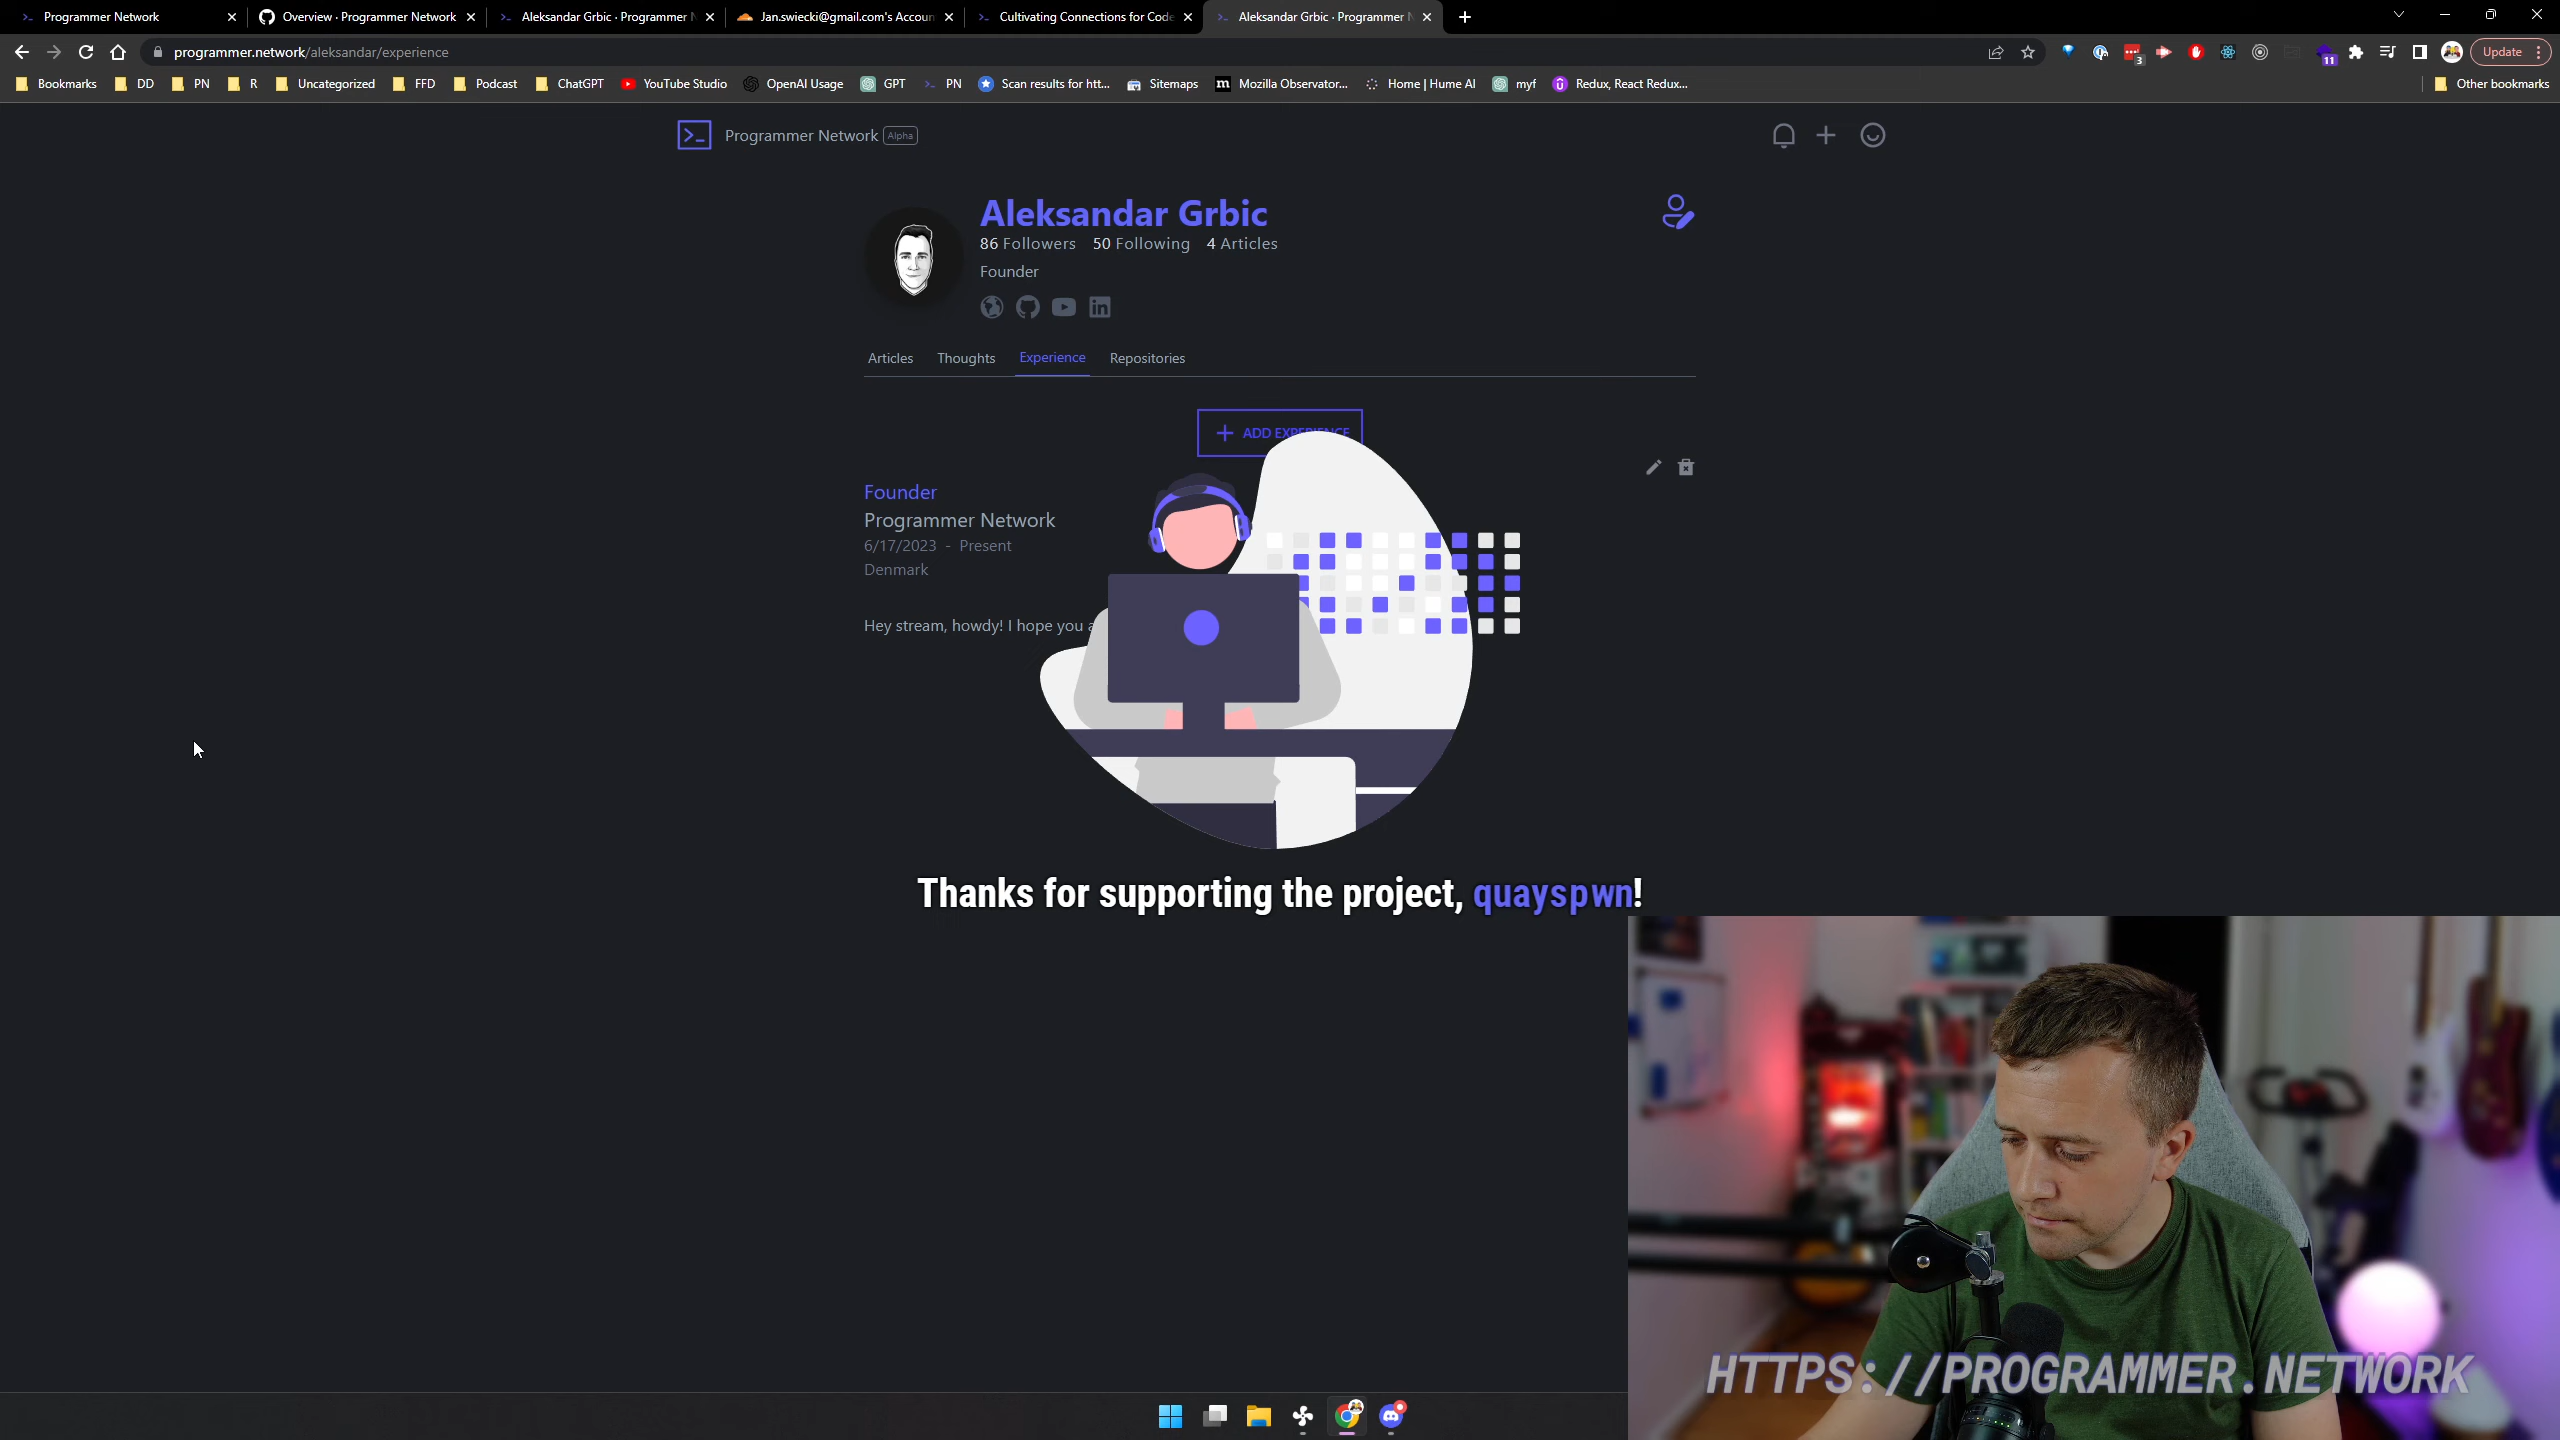 Programmer Network
Overview · Programmer Network
Aleksandar Grbic · Programmer N
Jan.swiecki@gmail.com's Accoun
Cultivating Connections for Code
Aleksandar Grbic · Programmer N
programmer.network/aleksandar/experience
3
11
Update
Bookmarks
DD
PN
R
Uncategorized
FFD
Podcast
ChatGPT
YouTube Studio
OpenAI Usage
GPT
PN
Scan results for htt...
Sitemaps
m Mozilla Observator...
Home | Hume AI
myf
Redux, React Redux...
Other bookmarks
Programmer Network Alpha
Aleksandar Grbic
86 Followers 50 Following 4 Articles
Founder
in
Articles Thoughts Experience Repositories
ADD EXPERIENCE
Founder
Programmer Network
6/17/2023 - Present
Denmark
Hey stream, howdy! I hope you a
Thanks for supporting the project, quayspwn!
HTTPS://PROGRAMMER.NETWORK